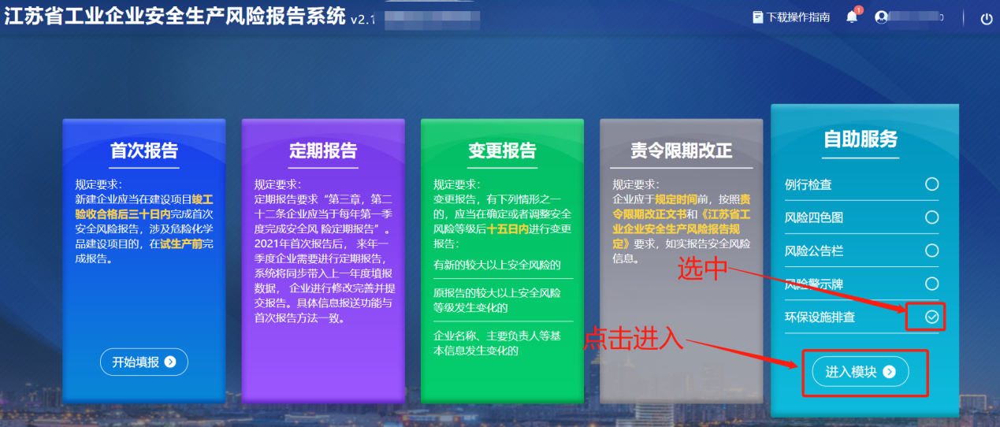 江苏省工业企业安全生产风险报告系统 v2.1
下载操作指南
1
首次报告
规定要求：
新建企业应当在建设项目竣工
验收合格后三十日内完成首次
安全风险报告，涉及危险化学
品建设项目的，在试生产前完
成报告。
开始填报
定期报告
规定要求：
定期报告要求“第三章，第二
十二条企业应当于每年第一季
度完成安全风 险定期报告”。
2021年首次报告后， 来年一
季度企业需要进行定期报告，
系统将同步带入上一年度填报
数据， 企业进行修改完善并提
交报告。具体信息报送功能与
首次报告方法一致。
变更报告
规定要求：
变更报告，有下列情形之一
的，应当在确定或者调整安全
风险等级后十五日内进行变更
报告：
有新的较大以上安全风险的
原报告的较大以上安全风险
等级发生变化的
企业名称、主要负责人等基
本信息发生变化的
责令限期改正
规定要求：
企业应于规定时间前，按照责
令限期改正文书和《江苏省工
业企业安全生产风险报告规
定》要求，如实报告安全风险
信息。
选中
点击进入
自助服务
例行检查
风险四色图
风险公告栏
风险警示牌
环保设施排查
进入模块